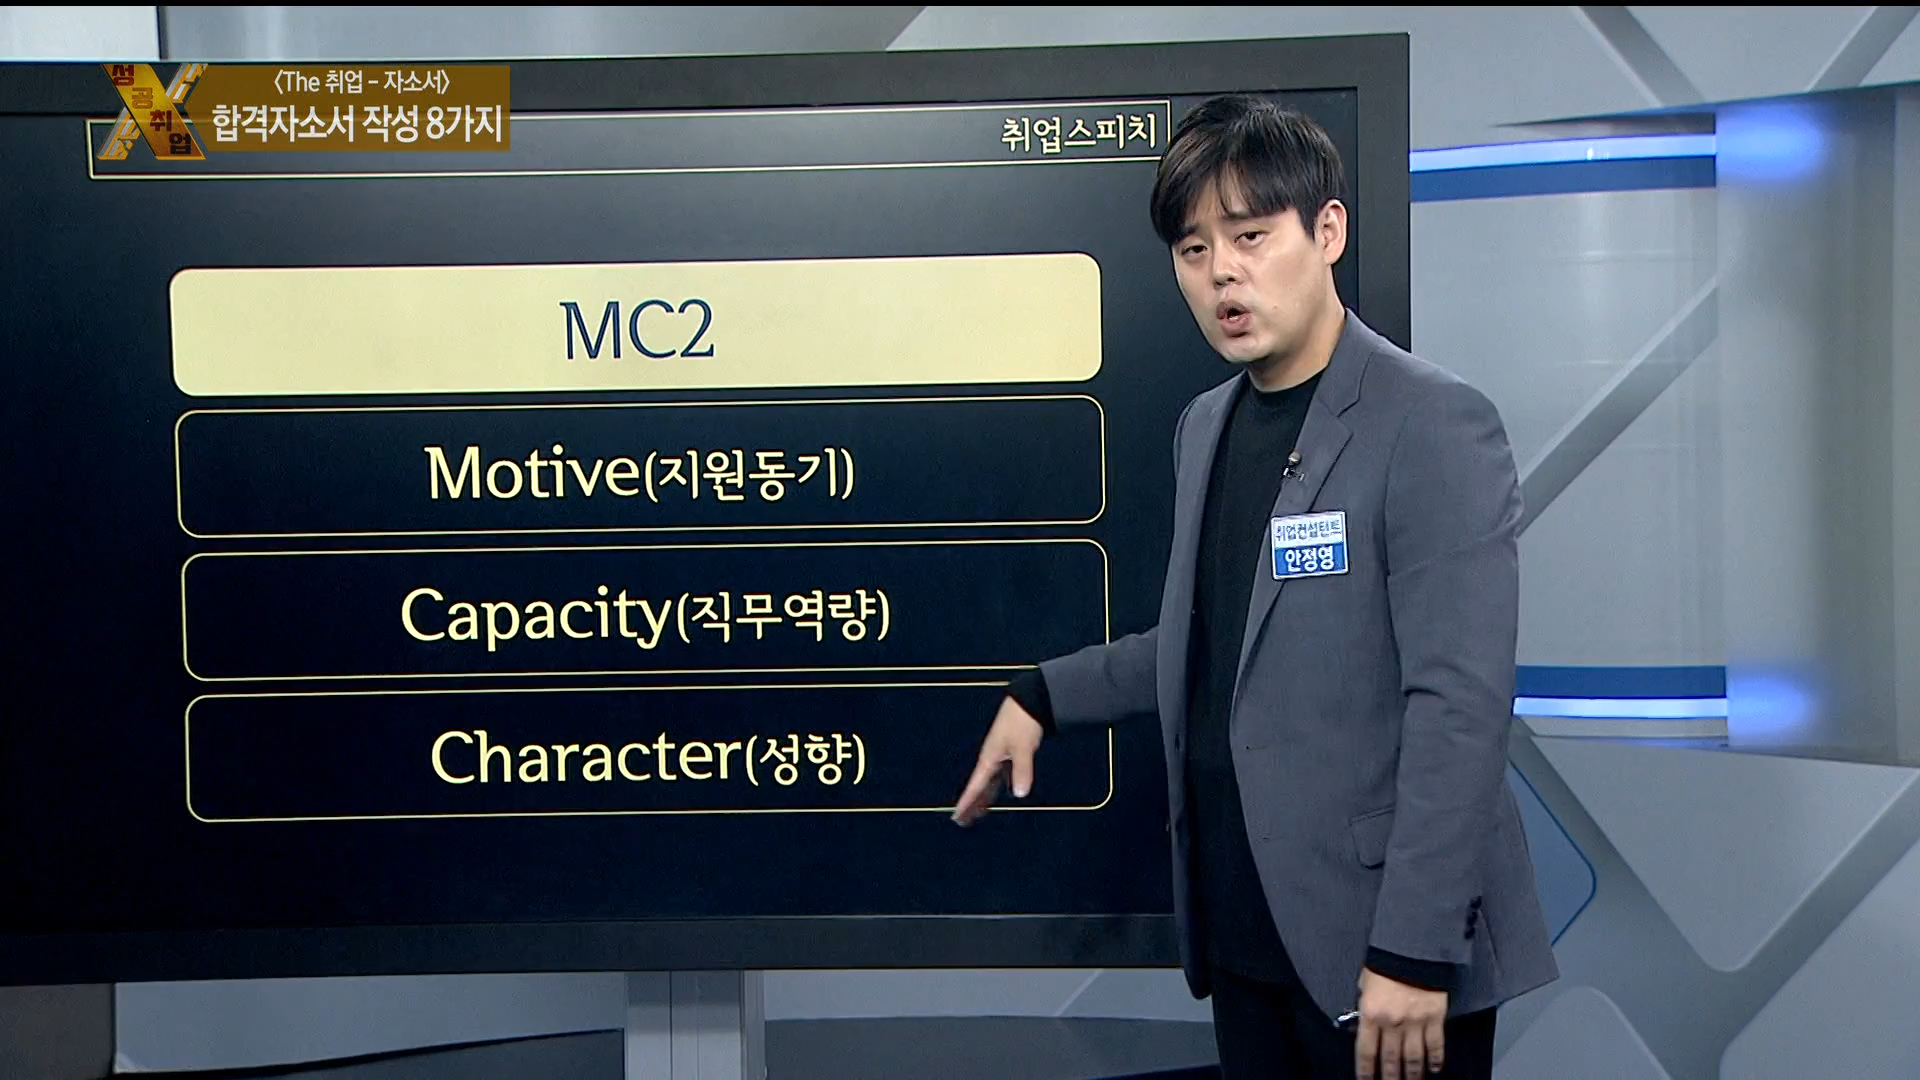 성공취업
〈The 취업 – 자소서〉
합격자소서 작성 8가지
취업스피치
MC2
Motive(지원동기)
Capacity(직무역량)
Character(성향)
취업컨설턴트
안정영